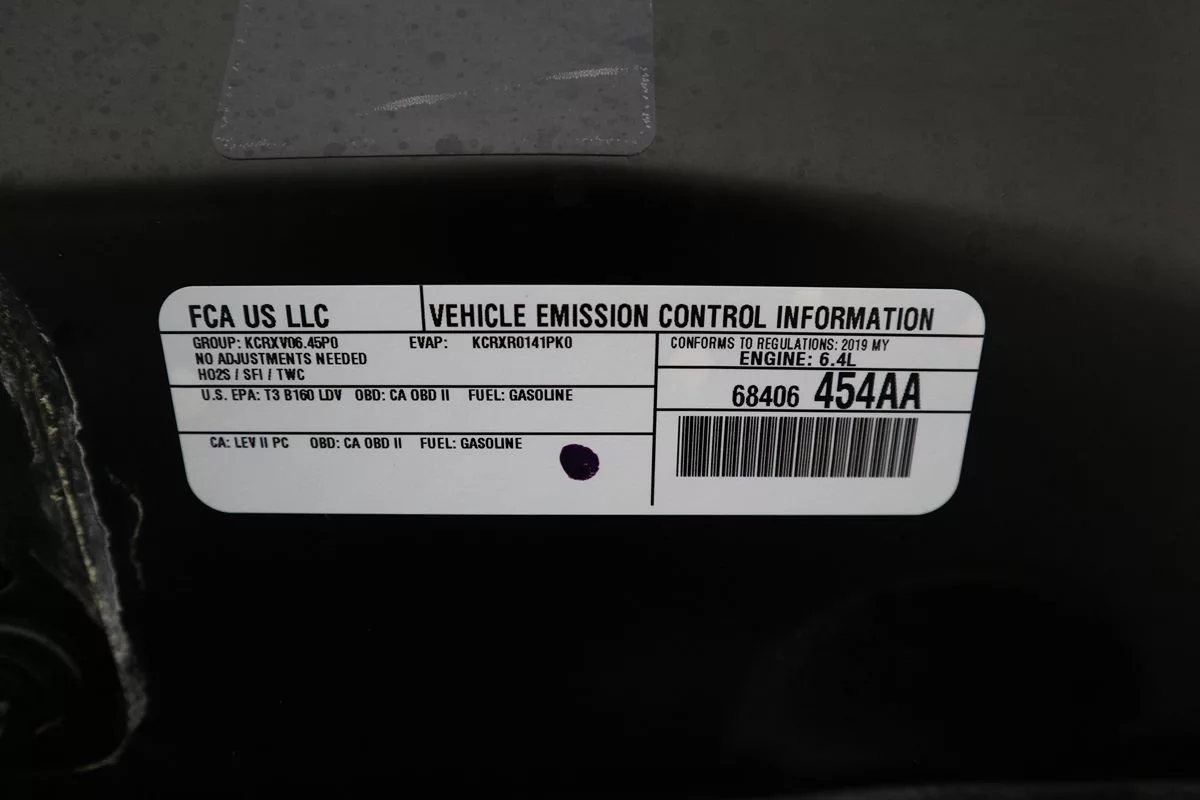 FCA US LLC
VEHICLE EMISSION CONTROL INFORMATION
GROUP: KCRXV06.45P0 EVAP: KCRXR0141PK0
NO ADJUSTMENTS NEEDED
HO2S / SFI / TWC
U.S. EPA: T3 B160 LDV OBD: CA OBD II FUEL: GASOLINE
CA: LEV II PC OBD: CA OBD II FUEL: GASOLINE
CONFORMS TO REGULATIONS: 2019 MY
ENGINE: 6.4L
68406 454AA